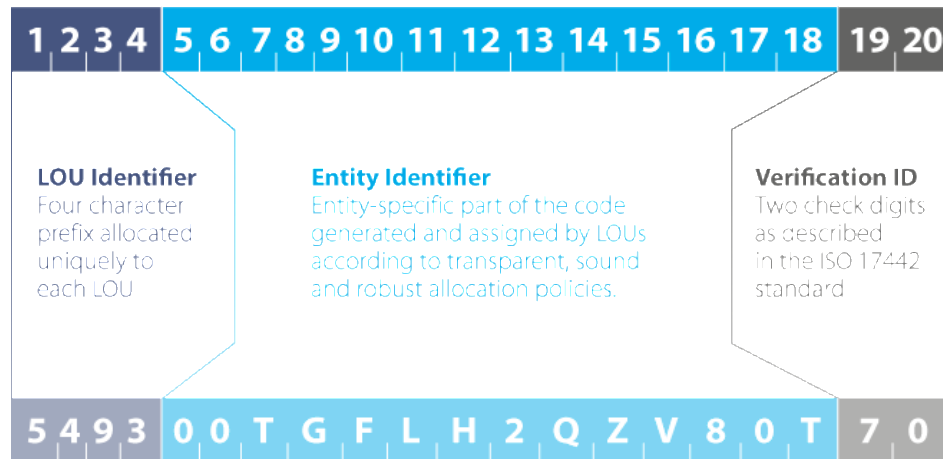 1 2 3 4 5 6 7 8 9 10 11 12 13 14 15 16 17 18 19 20
LOU Identifier
Four character
prefix allocated
uniquely to
each LOU
Entity Identifier
Entity-specific part of the code
generated and assigned by LOUs
according to transparent, sound
and robust allocation policies.
Verification ID
Two check digits
as described
in the ISO 17442
standard
5 4 9 3 0 0 T G F L H 2 Q Z V 8 0 T 7 0